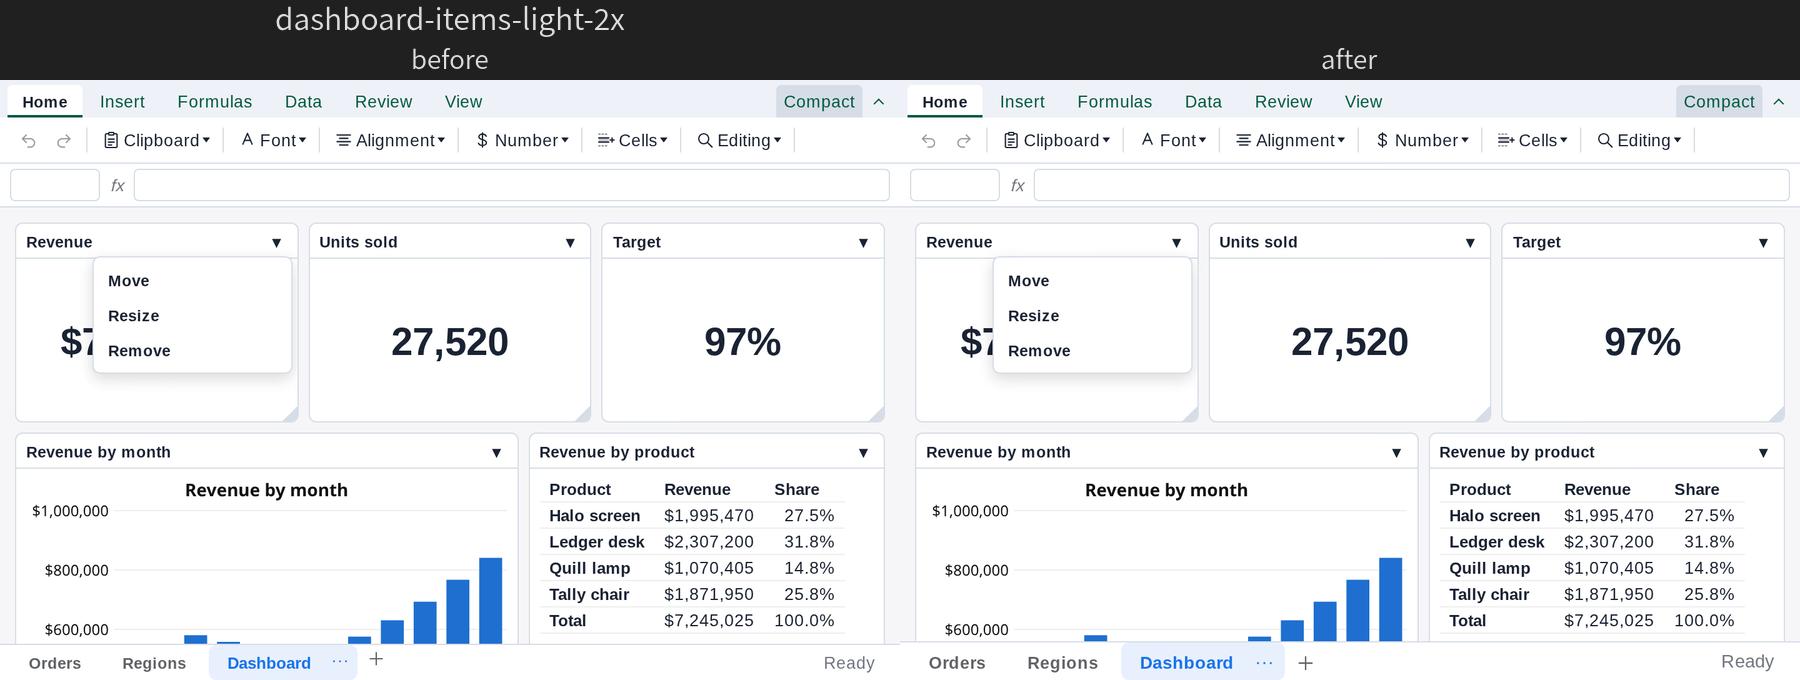 dashboard-items-light-2x
before
after
Home Insert Formulas Data Review View Compact
Clipboard Font Alignment Number Cells Editing
fx
Revenue ▼ Units sold ▼ Target ▼
Move
Resize
Remove
$7 27,520 97%
Revenue by month ▼ Revenue by product ▼
Revenue by month
$1,000,000
$800,000
$600,000
Product Revenue Share
Halo screen $1,995,470 27.5%
Ledger desk $2,307,200 31.8%
Quill lamp $1,070,405 14.8%
Tally chair $1,871,950 25.8%
Total $7,245,025 100.0%
Orders Regions Dashboard ··· + Ready
Home Insert Formulas Data Review View Compact
Clipboard Font Alignment Number Cells Editing
fx
Revenue ▼ Units sold ▼ Target ▼
Move
Resize
Remove
$7 27,520 97%
Revenue by month ▼ Revenue by product ▼
Revenue by month
$1,000,000
$800,000
$600,000
Product Revenue Share
Halo screen $1,995,470 27.5%
Ledger desk $2,307,200 31.8%
Quill lamp $1,070,405 14.8%
Tally chair $1,871,950 25.8%
Total $7,245,025 100.0%
Orders Regions Dashboard ··· + Ready